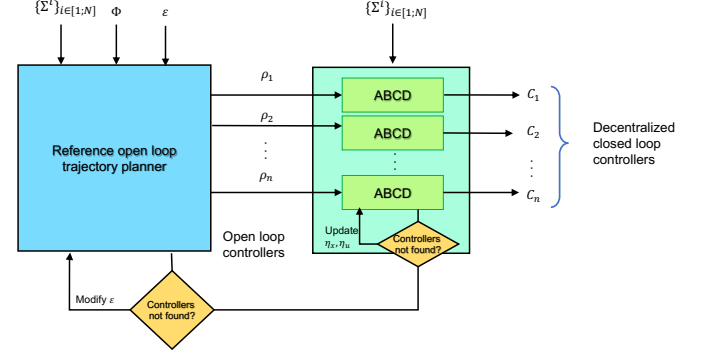 {Σ^i}_{i∈[1;N]} Φ ε {Σ^i}_{i∈[1;N]}
ρ_1
ABCD
C_1
ρ_2
ABCD
C_2
Reference open loop
trajectory planner
Decentralized
closed loop
controllers
⋮ ⋮ ⋮
ρ_n
ABCD
C_n
Open loop
controllers
Update
η_x, η_u
Controllers
not found?
Modify ε
Controllers
not found?